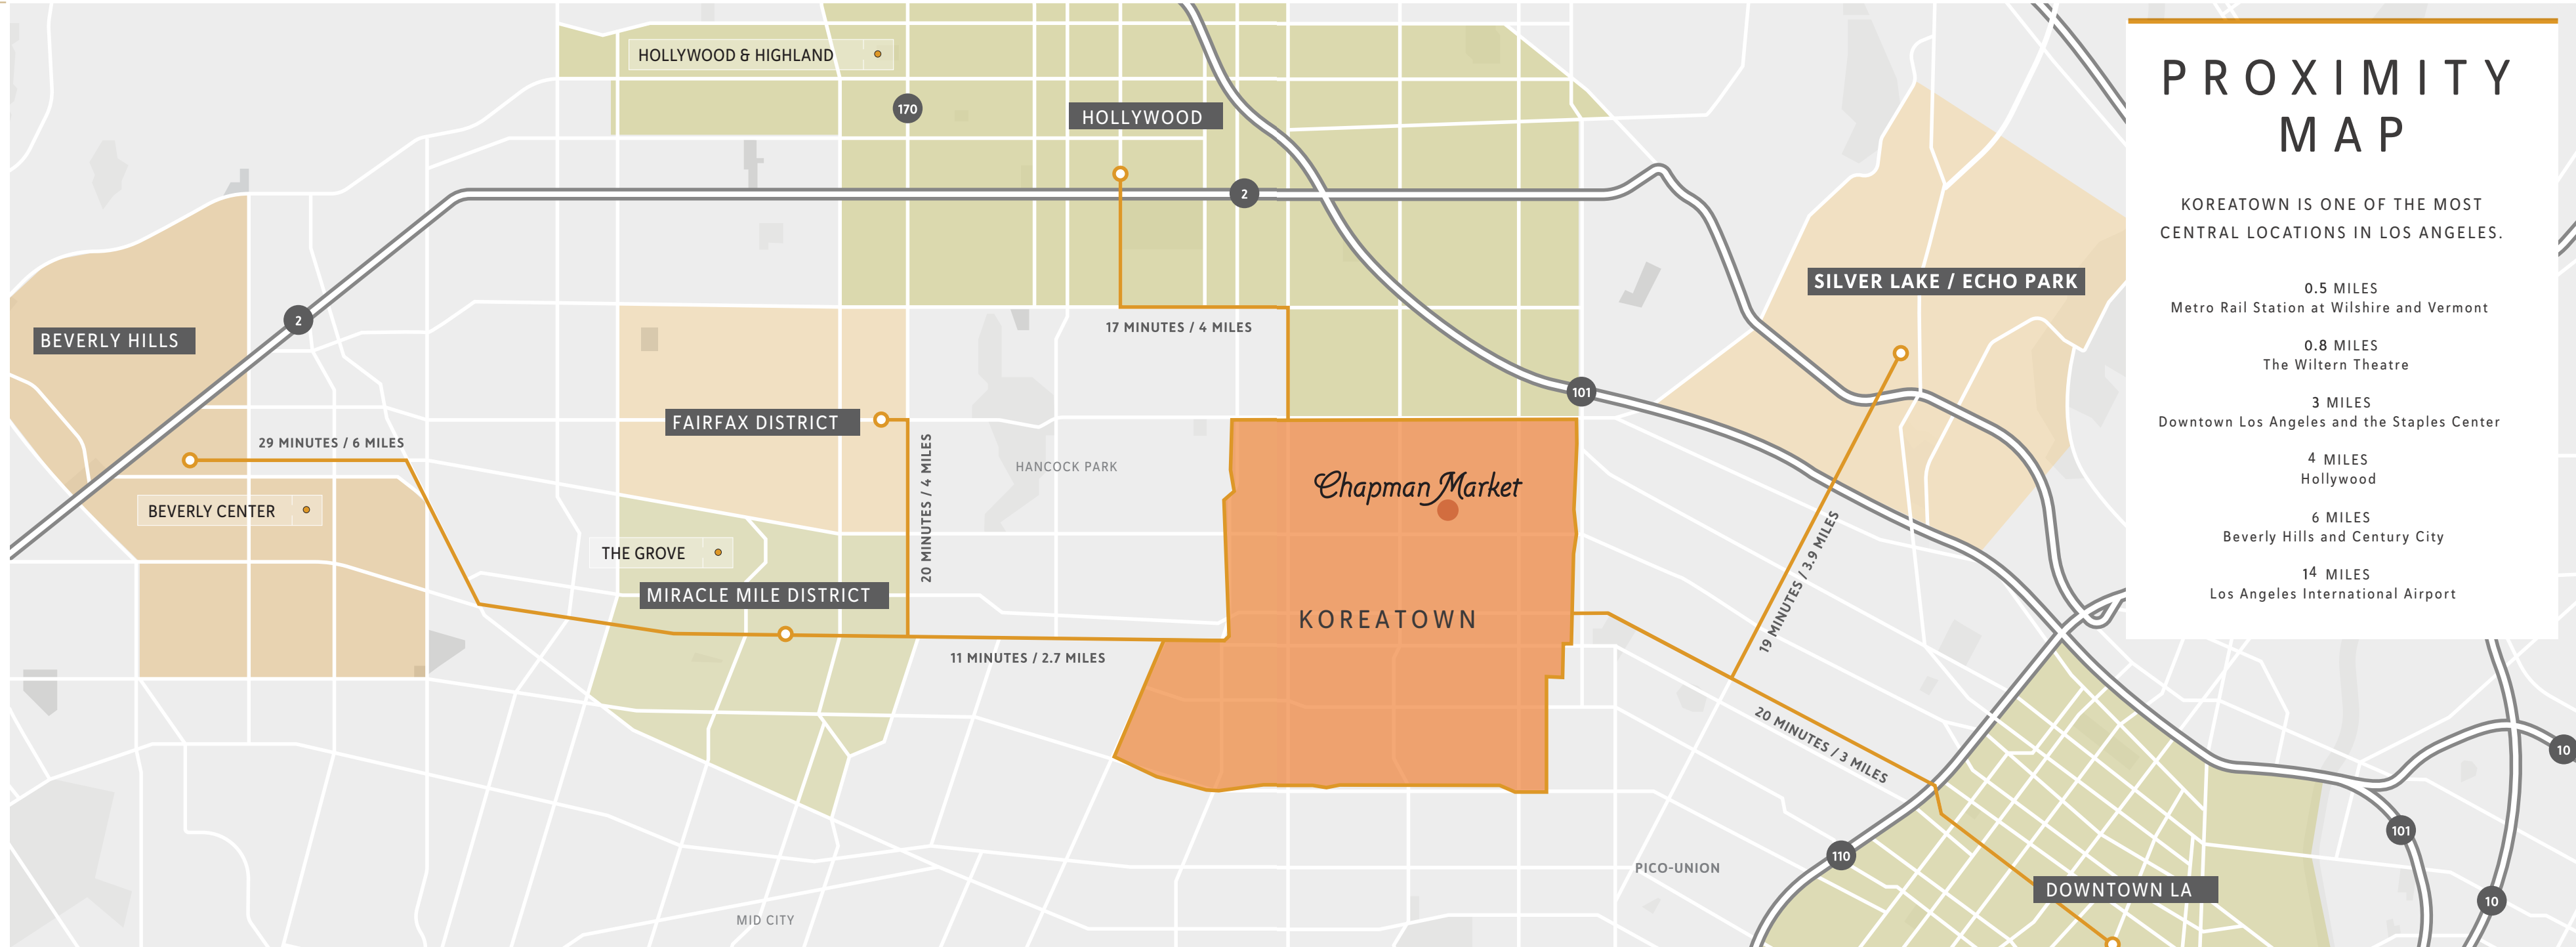 PROXIMITY
MAP
KOREATOWN IS ONE OF THE MOST
CENTRAL LOCATIONS IN LOS ANGELES.
0.5 MILES
Metro Rail Station at Wilshire and Vermont
0.8 MILES
The Wiltern Theatre
3 MILES
Downtown Los Angeles and the Staples Center
4 MILES
Hollywood
6 MILES
Beverly Hills and Century City
14 MILES
Los Angeles International Airport
HOLLYWOOD & HIGHLAND
170
HOLLYWOOD
2
2
BEVERLY HILLS
SILVER LAKE / ECHO PARK
17 MINUTES / 4 MILES
101
FAIRFAX DISTRICT
29 MINUTES / 6 MILES
20 MINUTES / 4 MILES
HANCOCK PARK
Chapman Market
BEVERLY CENTER
THE GROVE
MIRACLE MILE DISTRICT
KOREATOWN
19 MINUTES / 3.9 MILES
11 MINUTES / 2.7 MILES
20 MINUTES / 3 MILES
10
101
110
PICO-UNION
DOWNTOWN LA
10
MID CITY